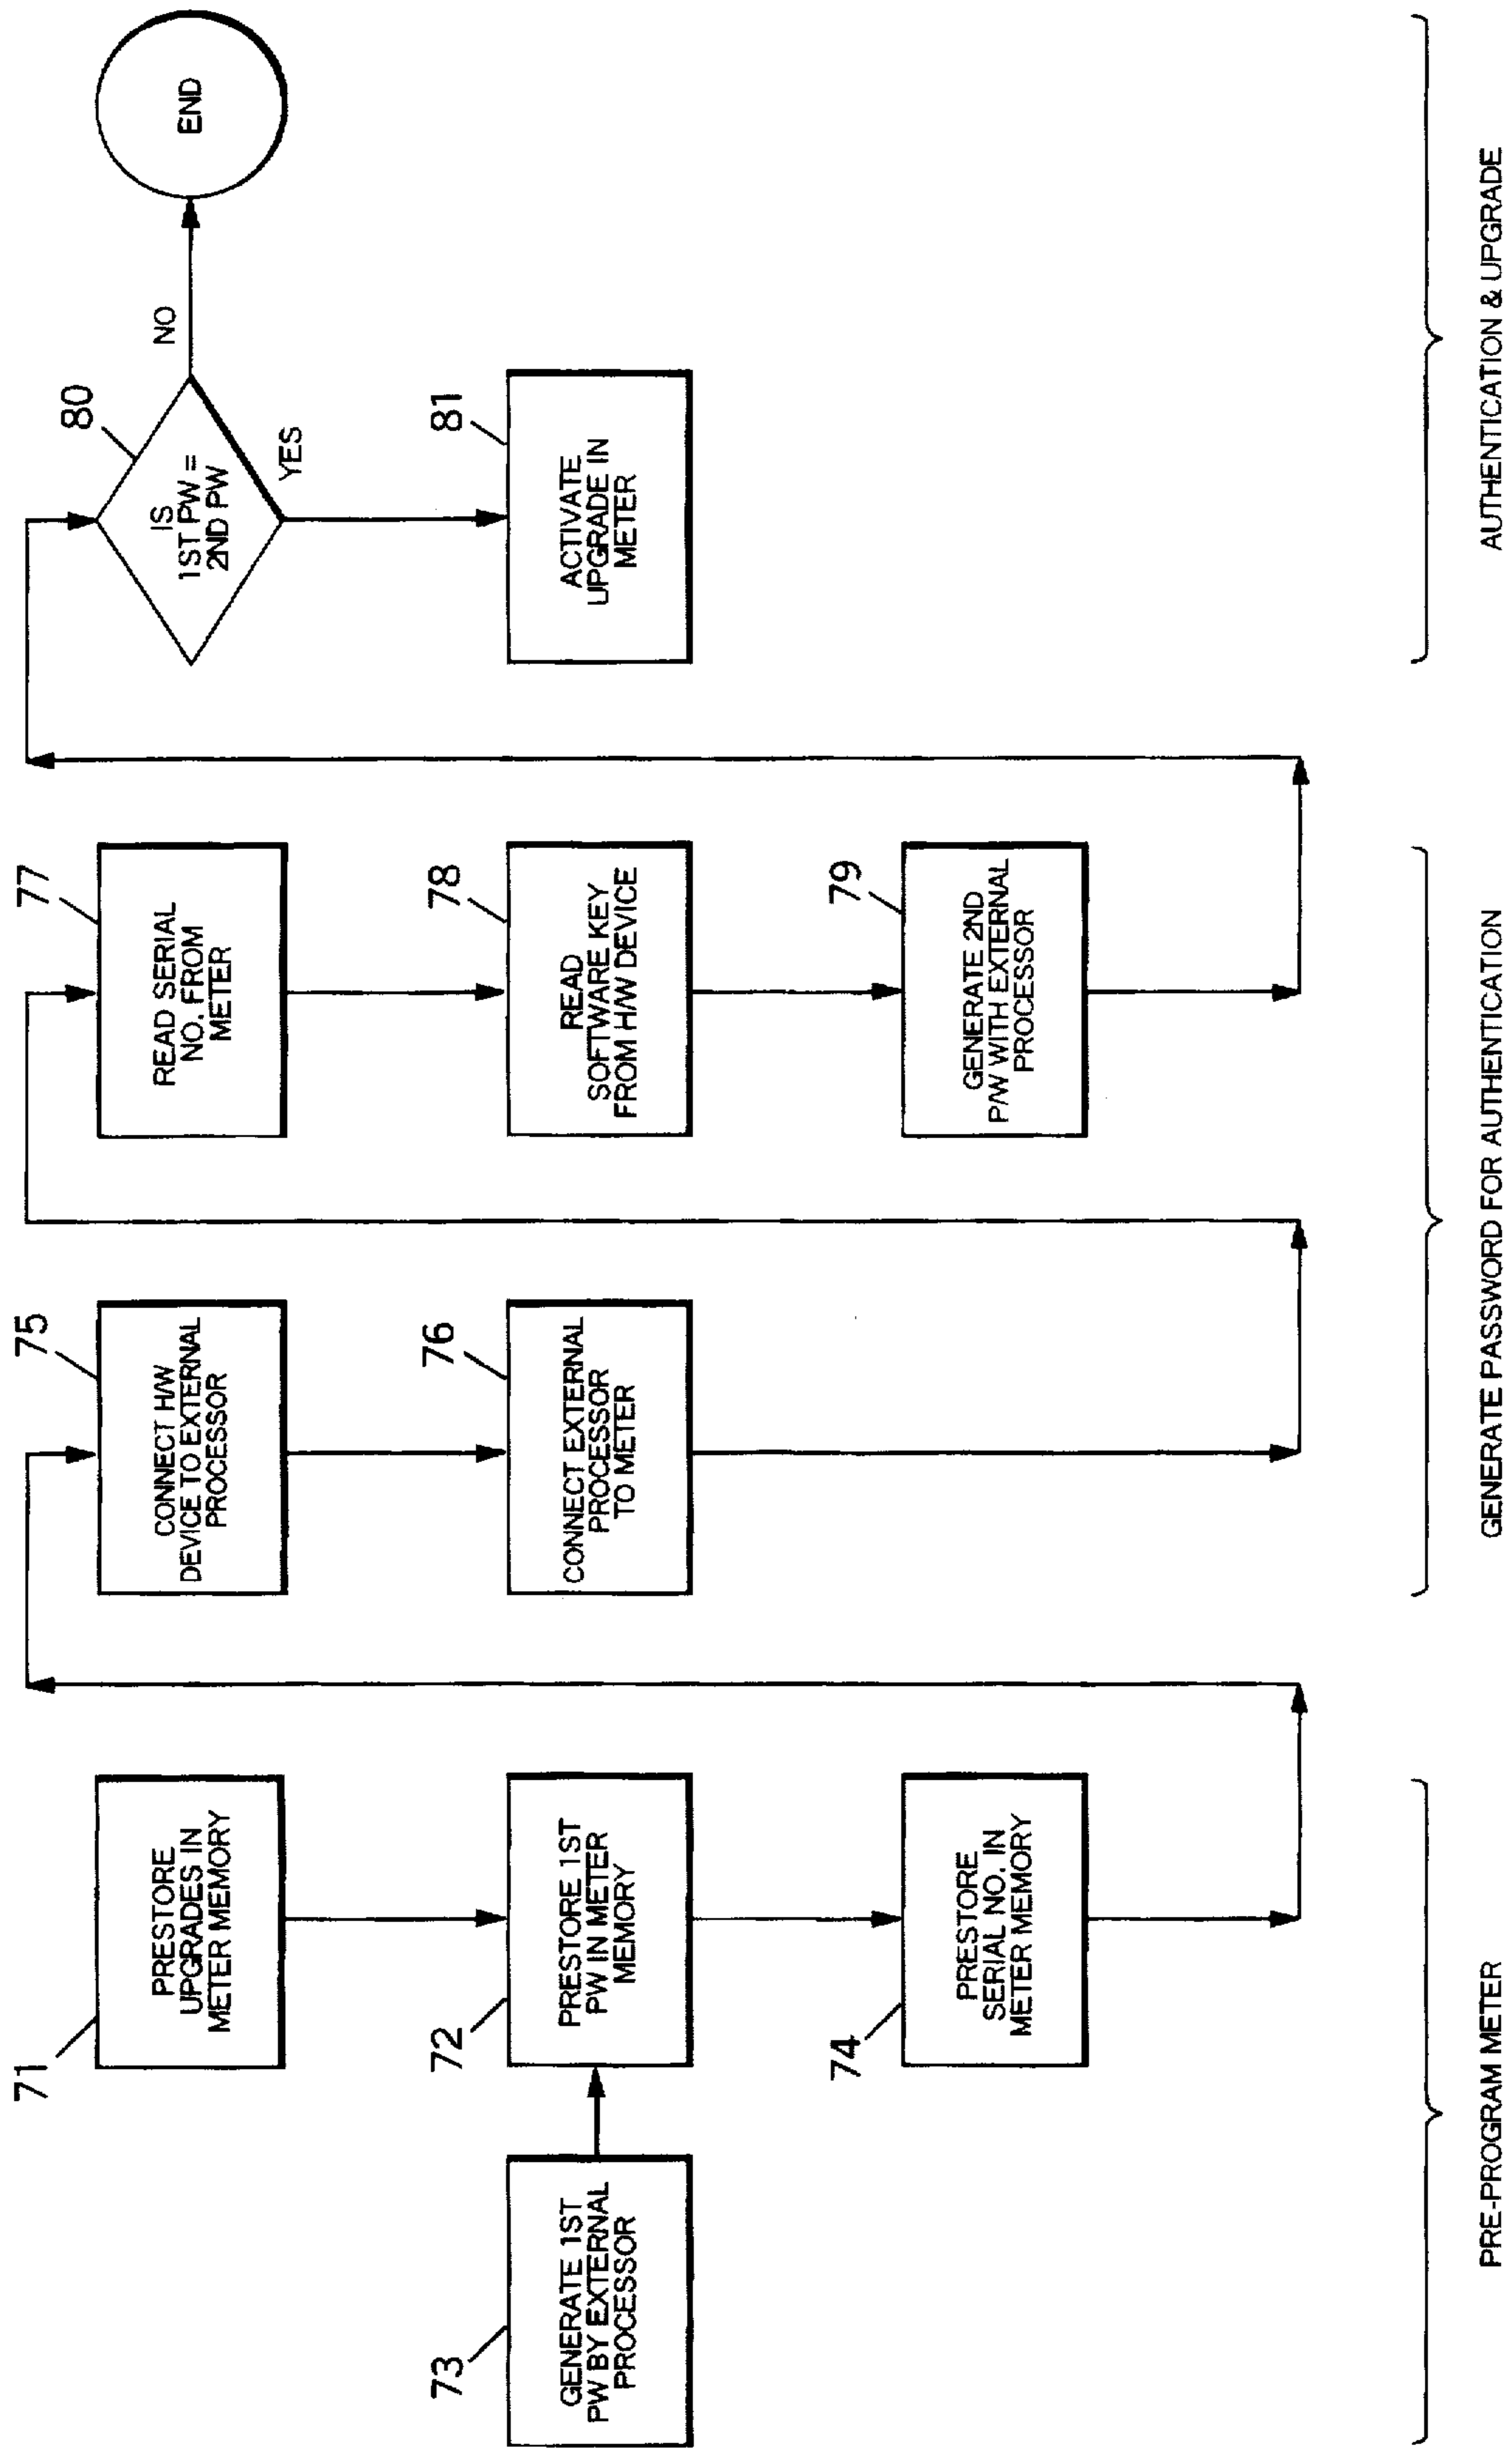 71
PRESTORE
UPGRADES IN
METER MEMORY
73
GENERATE 1ST
PW BY EXTERNAL
PROCESSOR
72
PRESTORE 1ST
PW IN METER
MEMORY
74
PRESTORE
SERIAL NO. IN
METER MEMORY
PRE-PROGRAM METER
75
CONNECT H/W
DEVICE TO EXTERNAL
PROCESSOR
76
CONNECT EXTERNAL
PROCESSOR
TO METER
77
READ SERIAL
NO. FROM
METER
78
READ
SOFTWARE KEY
FROM H/W DEVICE
79
GENERATE 2ND
P/W WITH EXTERNAL
PROCESSOR
GENERATE PASSWORD FOR AUTHENTICATION
80
IS
1ST PW =
2ND PW
NO
END
YES
81
ACTIVATE
UPGRADE IN
METER
AUTHENTICATION & UPGRADE